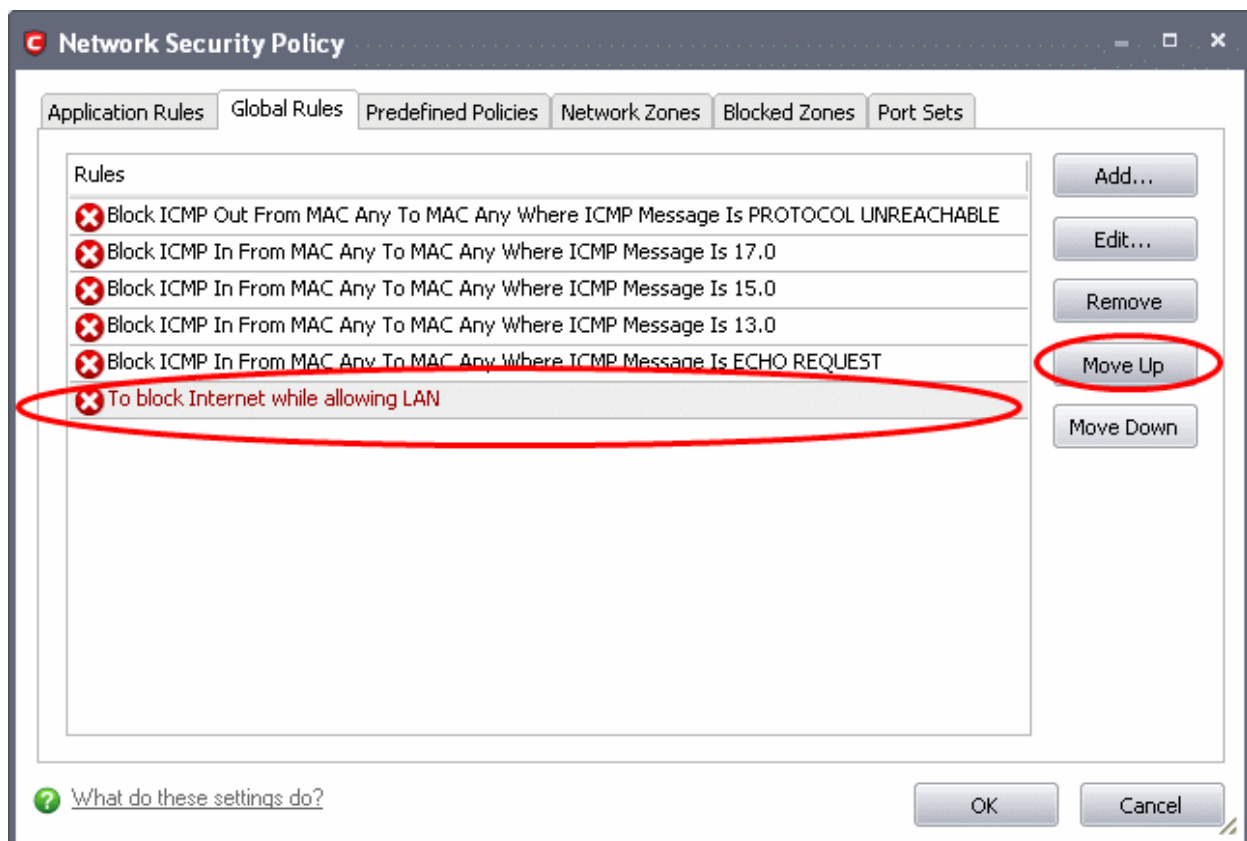 Network Security Policy
Application Rules
Global Rules
Predefined Policies
Network Zones
Blocked Zones
Port Sets
Rules
Block ICMP Out From MAC Any To MAC Any Where ICMP Message Is PROTOCOL UNREACHABLE
Block ICMP In From MAC Any To MAC Any Where ICMP Message Is 17.0
Block ICMP In From MAC Any To MAC Any Where ICMP Message Is 15.0
Block ICMP In From MAC Any To MAC Any Where ICMP Message Is 13.0
Block ICMP In From MAC Any To MAC Any Where ICMP Message Is ECHO REQUEST
To block Internet while allowing LAN
Add...
Edit...
Remove
Move Up
Move Down
What do these settings do?
OK
Cancel